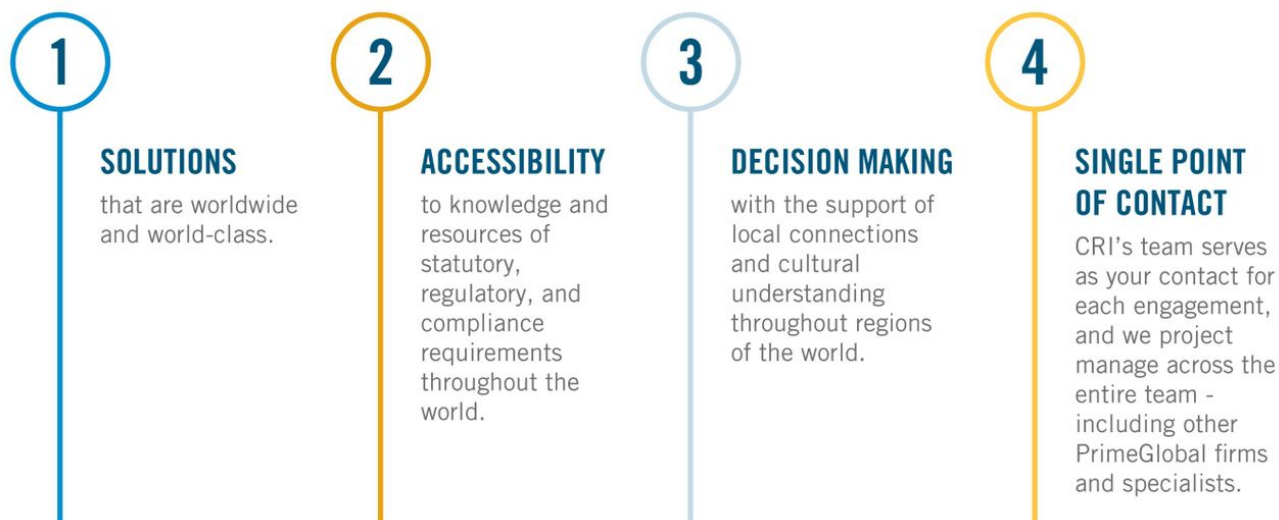 1
SOLUTIONS
that are worldwide
and world-class.
2
ACCESSIBILITY
to knowledge and
resources of
statutory,
regulatory, and
compliance
requirements
throughout the
world.
3
DECISION MAKING
with the support of
local connections
and cultural
understanding
throughout regions
of the world.
4
SINGLE POINT
OF CONTACT
CRI’s team serves
as your contact for
each engagement,
and we project
manage across the
entire team -
including other
PrimeGlobal firms
and specialists.